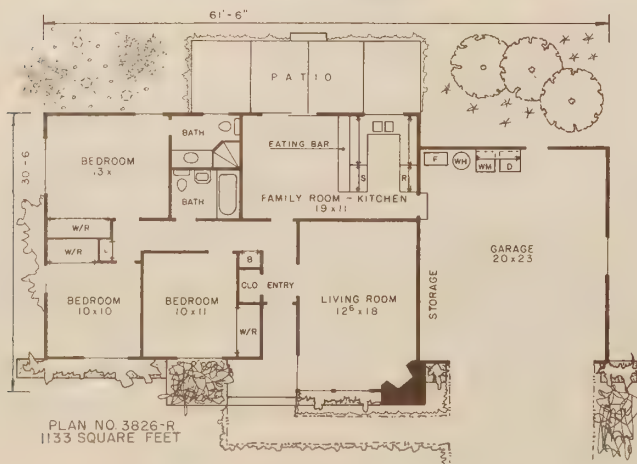 61'-6"
PATIO
30-6
BATH
EATING BAR
F
WH
WM
D
BEDROOM
13 x
S
R
BATH
FAMILY ROOM - KITCHEN
19 x 11
W/R
W/R
L
B
GARAGE
20 x 23
CLO
ENTRY
BEDROOM
10 x 10
BEDROOM
10 x 11
LIVING ROOM
12⁶ x 18
STORAGE
W/R
PLAN NO. 3826-R
1133 SQUARE FEET